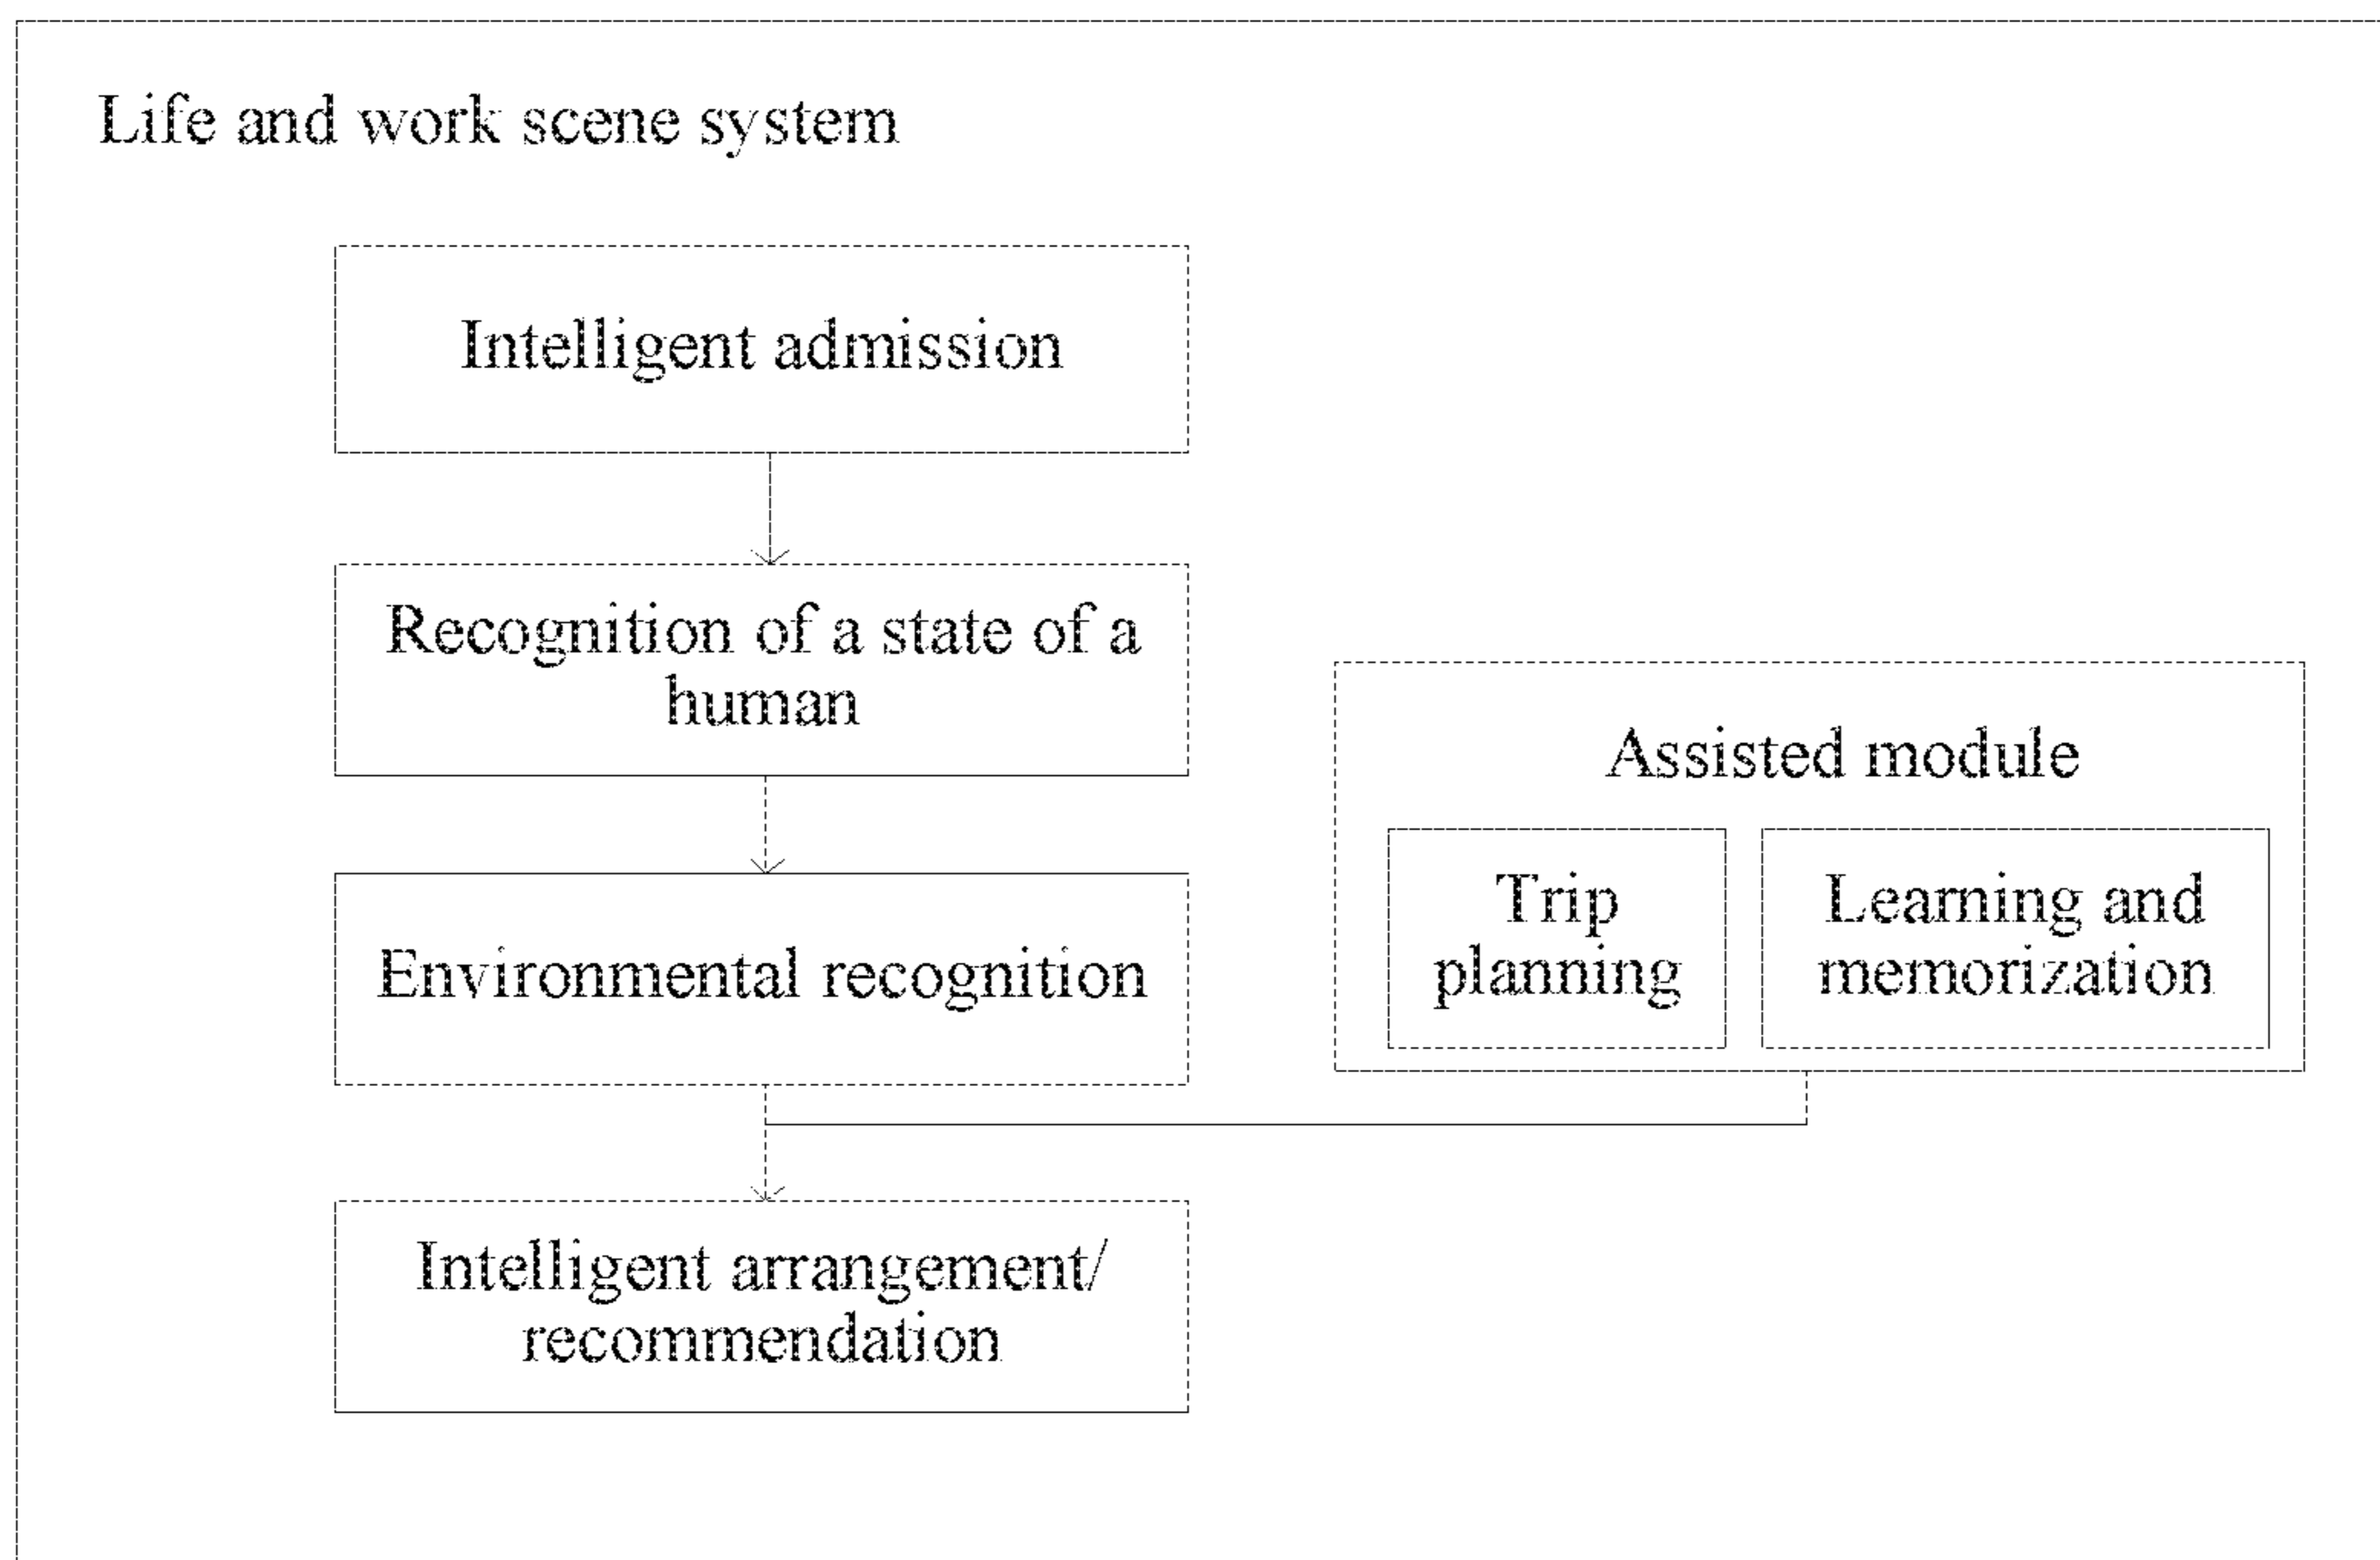 Life and work scene system
Intelligent admission
Recognition of a state of a
human
Environmental recognition
Assisted module
Trip
planning
Learning and
memorization
Intelligent arrangement/
recommendation